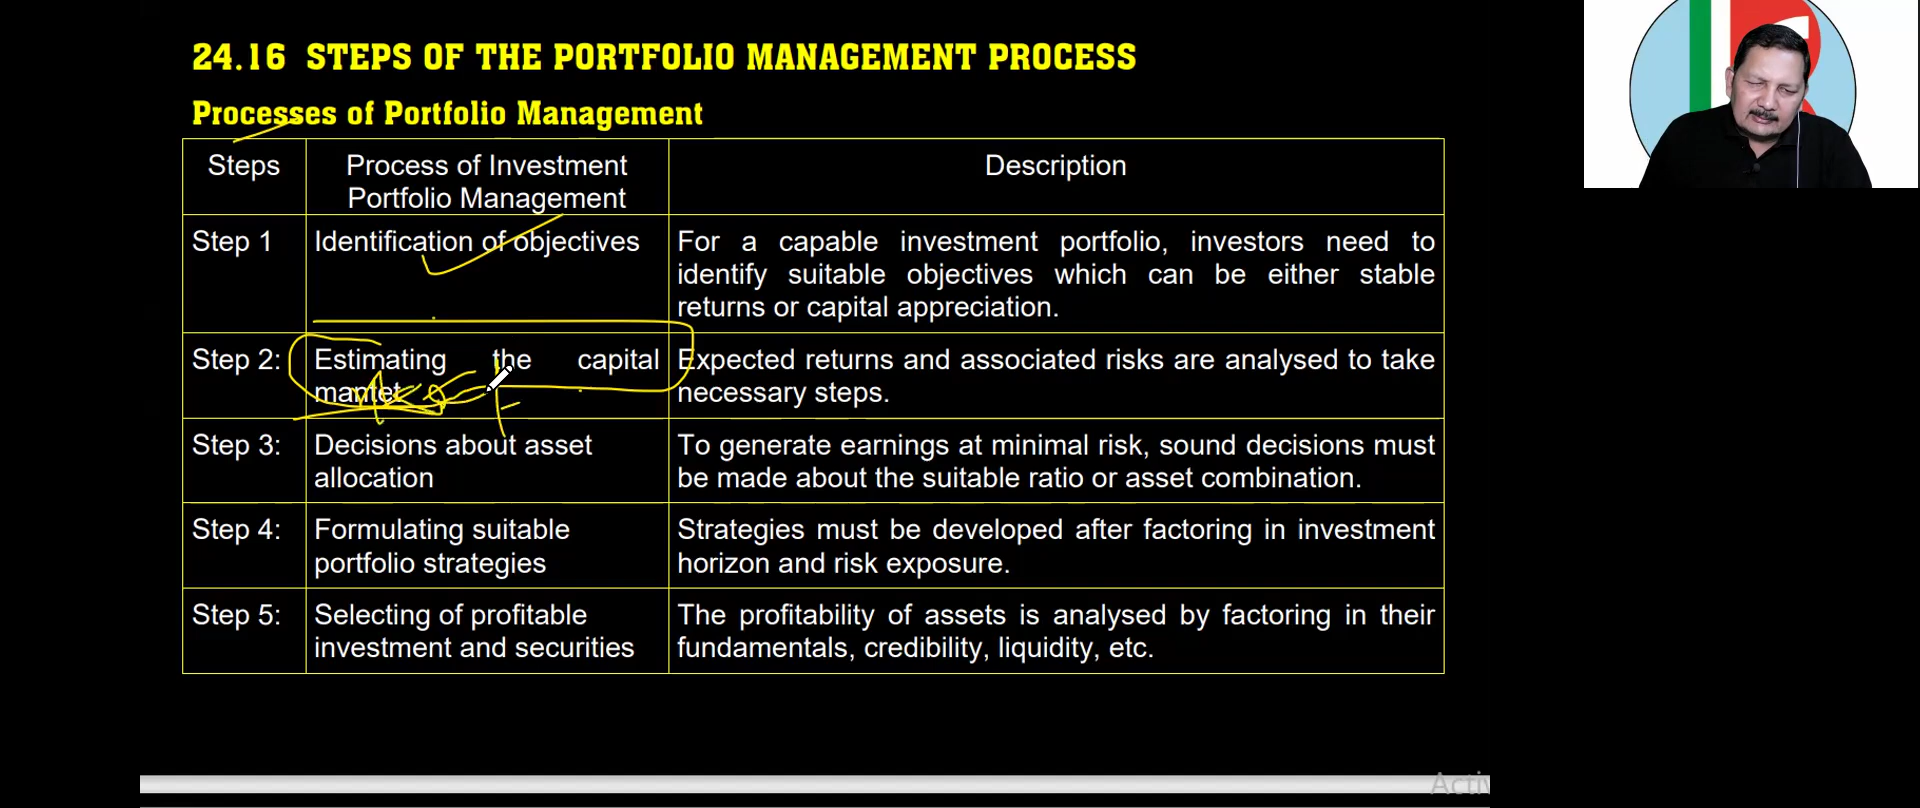 24.16 STEPS OF THE PORTFOLIO MANAGEMENT PROCESS
Processes of Portfolio Management
Steps
Process of Investment
Portfolio Management
Description
Step 1
Identification of objectives
For a capable investment portfolio, investors need to
identify suitable objectives which can be either stable
returns or capital appreciation.
Step 2:
Estimating the capital
Expected returns and associated risks are analysed to take
necessary steps.
Step 3:
Decisions about asset
allocation
To generate earnings at minimal risk, sound decisions must
be made about the suitable ratio or asset combination.
Step 4:
Formulating suitable
portfolio strategies
Strategies must be developed after factoring in investment
horizon and risk exposure.
Step 5:
Selecting of profitable
investment and securities
The profitability of assets is analysed by factoring in their
fundamentals, credibility, liquidity, etc.